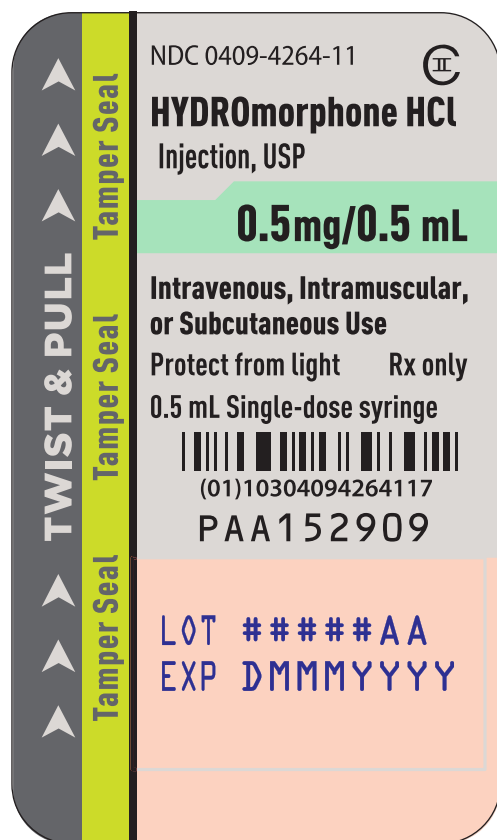 NDC 0409-4264-11
CII
HYDROmorphone HCl
Injection, USP
0.5mg/0.5 mL
Intravenous, Intramuscular,
or Subcutaneous Use
Protect from light Rx only
0.5 mL Single-dose syringe
(01)10304094264117
PAA152909
LOT #####AA
EXP DMMMYYYY
TWIST & PULL
Tamper Seal
Tamper Seal
Tamper Seal